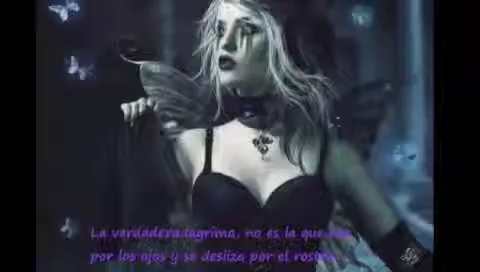 La verdadera lagrima, no es la que
por los ojos y se desliza por el rostro